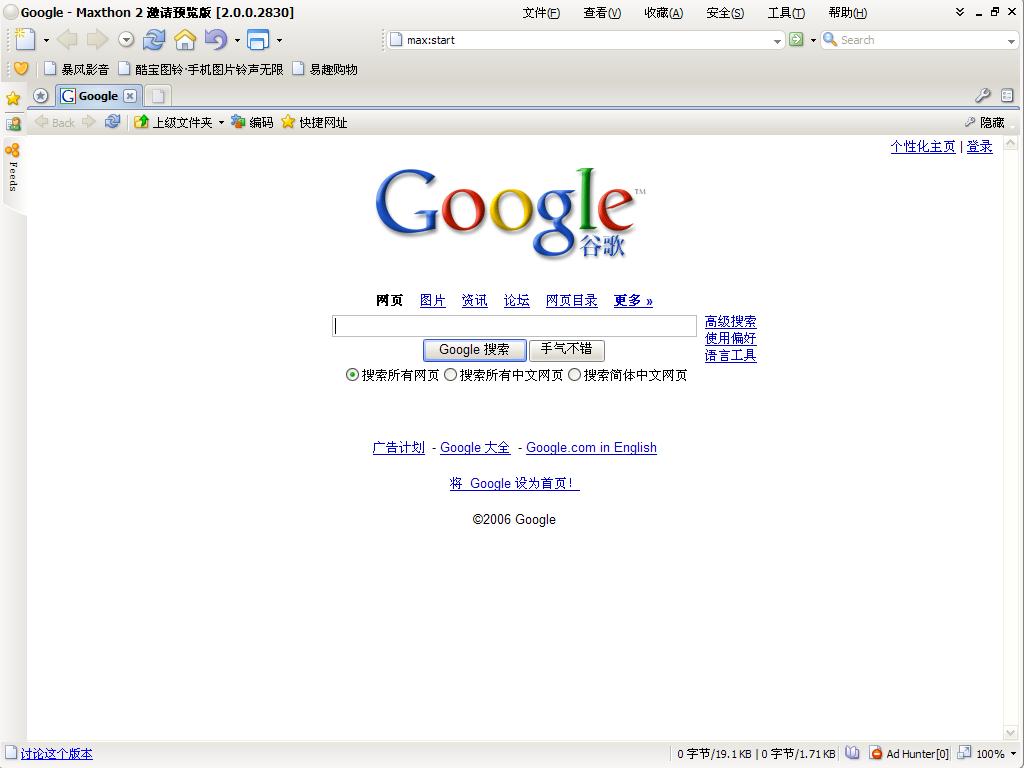 Google - Maxthon 2 邀请预览版 [2.0.0.2830]
文件(F) 查看(V) 收藏(A) 安全(S) 工具(T) 帮助(H)
max:start
Search
暴风影音 酷宝图铃·手机图片铃声无限 易趣购物
Google
Back 上级文件夹 编码 快捷网址 隐藏
Feeds
个性化主页 | 登录
Google™
谷歌
网页 图片 资讯 论坛 网页目录 更多 »
高级搜索
使用偏好
语言工具
Google 搜索 手气不错
搜索所有网页 搜索所有中文网页 搜索简体中文网页
广告计划 - Google 大全 - Google.com in English
将 Google 设为首页！
©2006 Google
讨论这个版本
0 字节/19.1 KB | 0 字节/1.71 KB Ad Hunter[0] 100%